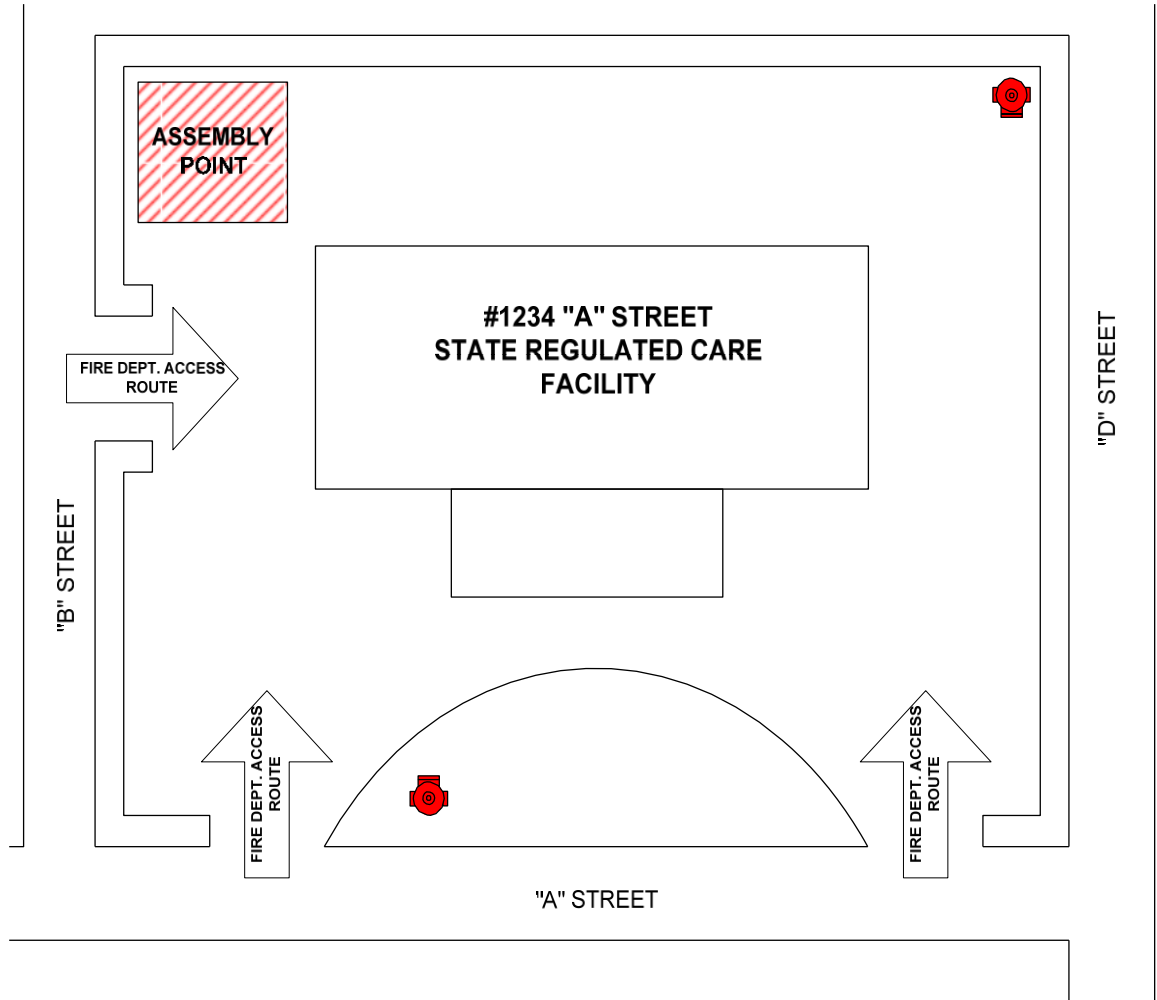 ASSEMBLY
POINT
#1234 "A" STREET
STATE REGULATED CARE
FACILITY
FIRE DEPT. ACCESS
ROUTE
"D" STREET
"B" STREET
FIRE DEPT. ACCESS
ROUTE
FIRE DEPT. ACCESS
ROUTE
"A" STREET